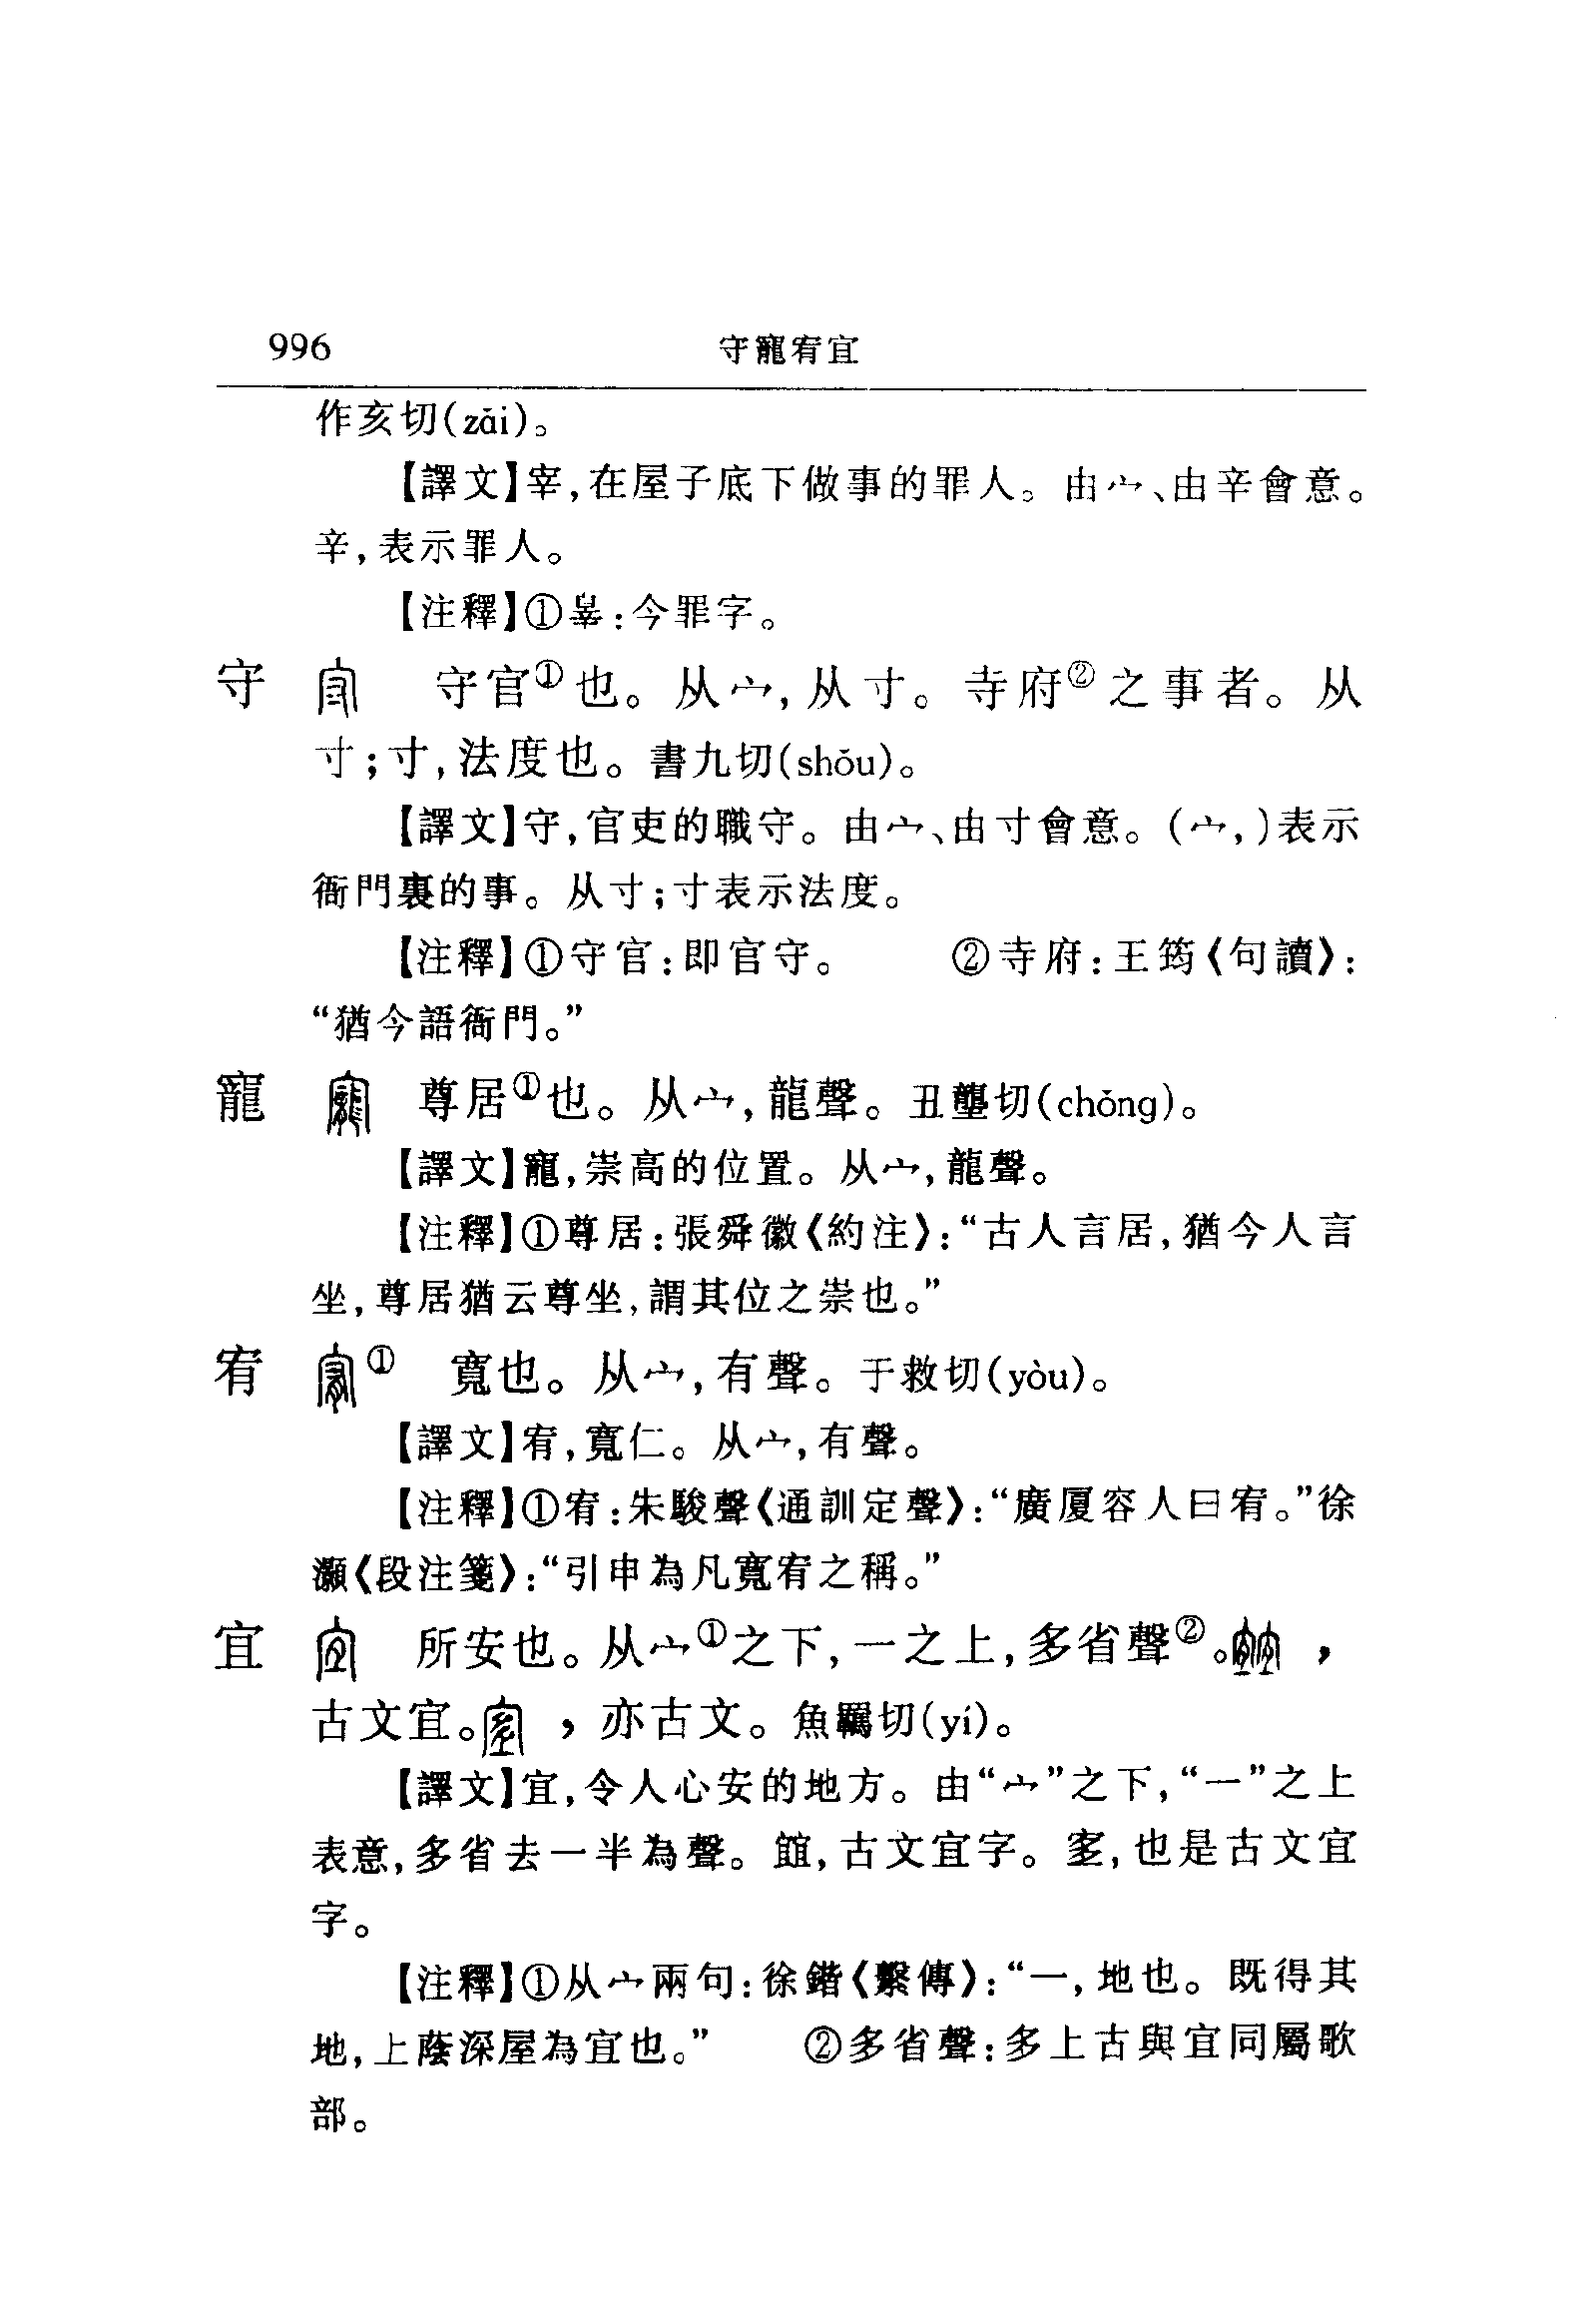 996 守寵宥宜
作亥切(zǎi)。
【譯文】宰,在屋子底下做事的罪人。由宀、由辛會意。
辛,表示罪人。
【注釋】①辠:今罪字。
守 守官①也。从宀,从寸。寺府②之事者。从
寸;寸,法度也。書九切(shǒu)。
【譯文】守,官吏的職守。由宀、由寸會意。(宀,)表示
衙門裏的事。从寸;寸表示法度。
【注釋】①守官:即官守。 ②寺府:王筠《句讀》:
“猶今語衙門。”
寵 尊居①也。从宀,龍聲。丑壟切(chǒng)。
【譯文】寵,崇高的位置。从宀,龍聲。
【注釋】①尊居:張舜徽《約注》:“古人言居,猶今人言
坐,尊居猶云尊坐,謂其位之崇也。”
宥 ① 寬也。从宀,有聲。于救切(yòu)。
【譯文】宥,寬仁。从宀,有聲。
【注釋】①宥:朱駿聲《通訓定聲》:“廣厦容人曰宥。”徐
灝《段注箋》:“引申為凡寬宥之稱。”
宜 所安也。从宀①之下,一之上,多省聲②。,
古文宜。,亦古文。魚羈切(yí)。
【譯文】宜,令人心安的地方。由“宀”之下,“一”之上
表意,多省去一半為聲。,古文宜字。,也是古文宜
字。
【注釋】①从宀兩句:徐鍇《繫傳》:“一,地也。既得其
地,上蔭深屋為宜也。” ②多省聲:多上古與宜同屬歌
部。